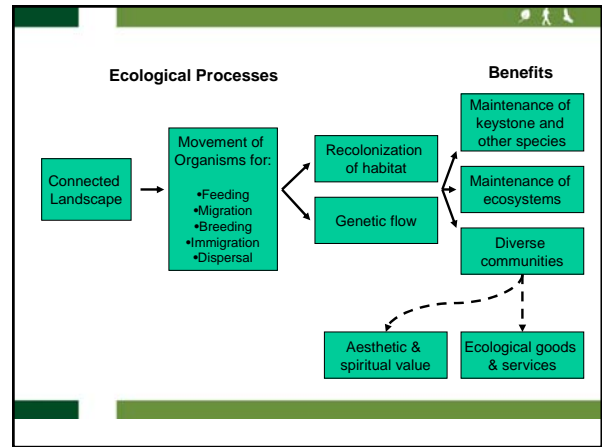 Ecological Processes
Benefits
Connected
Landscape
Movement of
Organisms for:
•Feeding
•Migration
•Breeding
•Immigration
•Dispersal
Recolonization
of habitat
Genetic flow
Maintenance of
keystone and
other species
Maintenance of
ecosystems
Diverse
communities
Aesthetic &
spiritual value
Ecological goods
& services